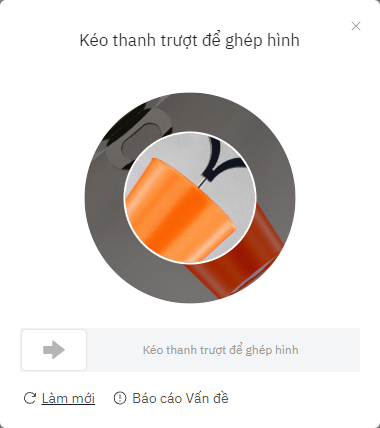 Kéo thanh trượt để ghép hình
Kéo thanh trượt để ghép hình
Làm mới
Báo cáo Vấn đề